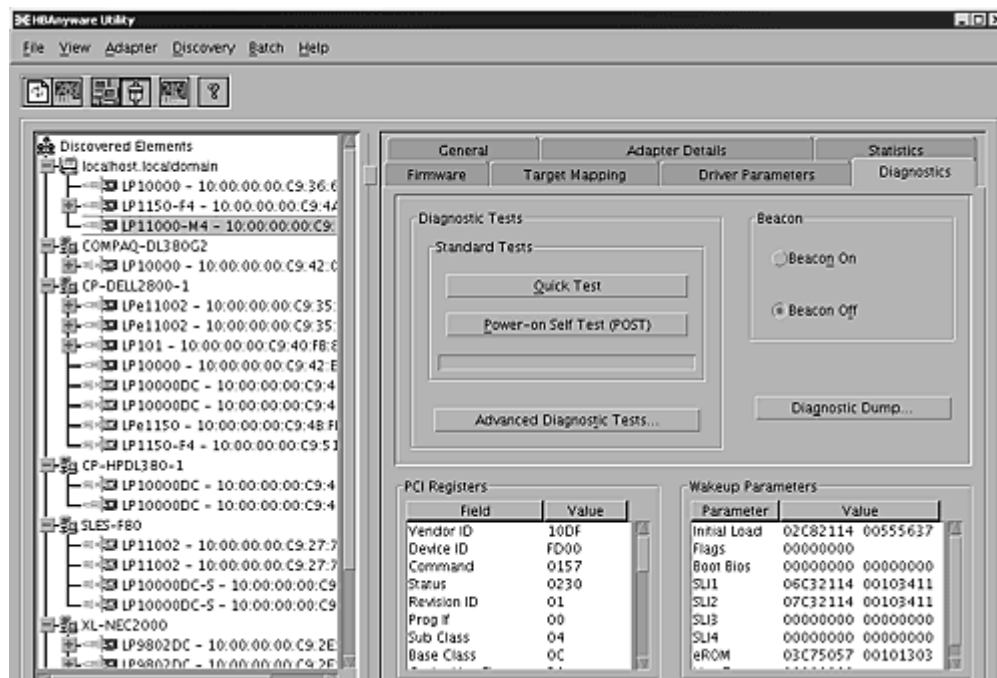 HBAnyware Utility
File View Adapter Discovery Batch Help
Discovered Elements
localhost.localdomain
LP10000 - 10:00:00:00:C9:36:6
LP1150-F4 - 10:00:00:00:C9:4A
LP11000-M4 - 10:00:00:00:C9:
COMPAQ-DL380G2
LP10000 - 10:00:00:00:C9:42:0
CP-DELL2800-1
LPe11002 - 10:00:00:00:C9:35:
LPe11002 - 10:00:00:00:C9:35:
LP101 - 10:00:00:00:C9:40:FB:8
LP10000 - 10:00:00:00:C9:42:E
LP10000DC - 10:00:00:00:C9:4
LP10000DC - 10:00:00:00:C9:4
LPe1150 - 10:00:00:00:C9:4B:F
LP1150-F4 - 10:00:00:00:C9:51
CP-HPDL380-1
LP10000DC - 10:00:00:00:C9:4
LP10000DC - 10:00:00:00:C9:4
SLES-F80
LP11002 - 10:00:00:00:C9:27:7
LP11002 - 10:00:00:00:C9:27:7
LP10000DC-S - 10:00:00:00:C9
LP10000DC-S - 10:00:00:00:C9
XL-NEC2000
LP9802DC - 10:00:00:00:C9:2E
LP9802DC - 10:00:00:00:C9:2E
General Adapter Details Statistics
Firmware Target Mapping Driver Parameters Diagnostics
Diagnostic Tests
Standard Tests
Quick Test
Power-on Self Test (POST)
Advanced Diagnostic Tests...
Beacon
Beacon On
Beacon Off
Diagnostic Dump...
PCI Registers
Field Value
Vendor ID 10DF
Device ID FD00
Command 0157
Status 0230
Revision ID 01
Prog If 00
Sub Class 04
Base Class 0C
Wakeup Parameters
Parameter Value
Initial Load 02C82114 00555637
Flags 00000000
Boot Bios 00000000 00000000
SLI1 06C32114 00103411
SLI2 07C32114 00103411
SLI3 00000000 00000000
SLI4 00000000 00000000
eROM 03C75057 00101303